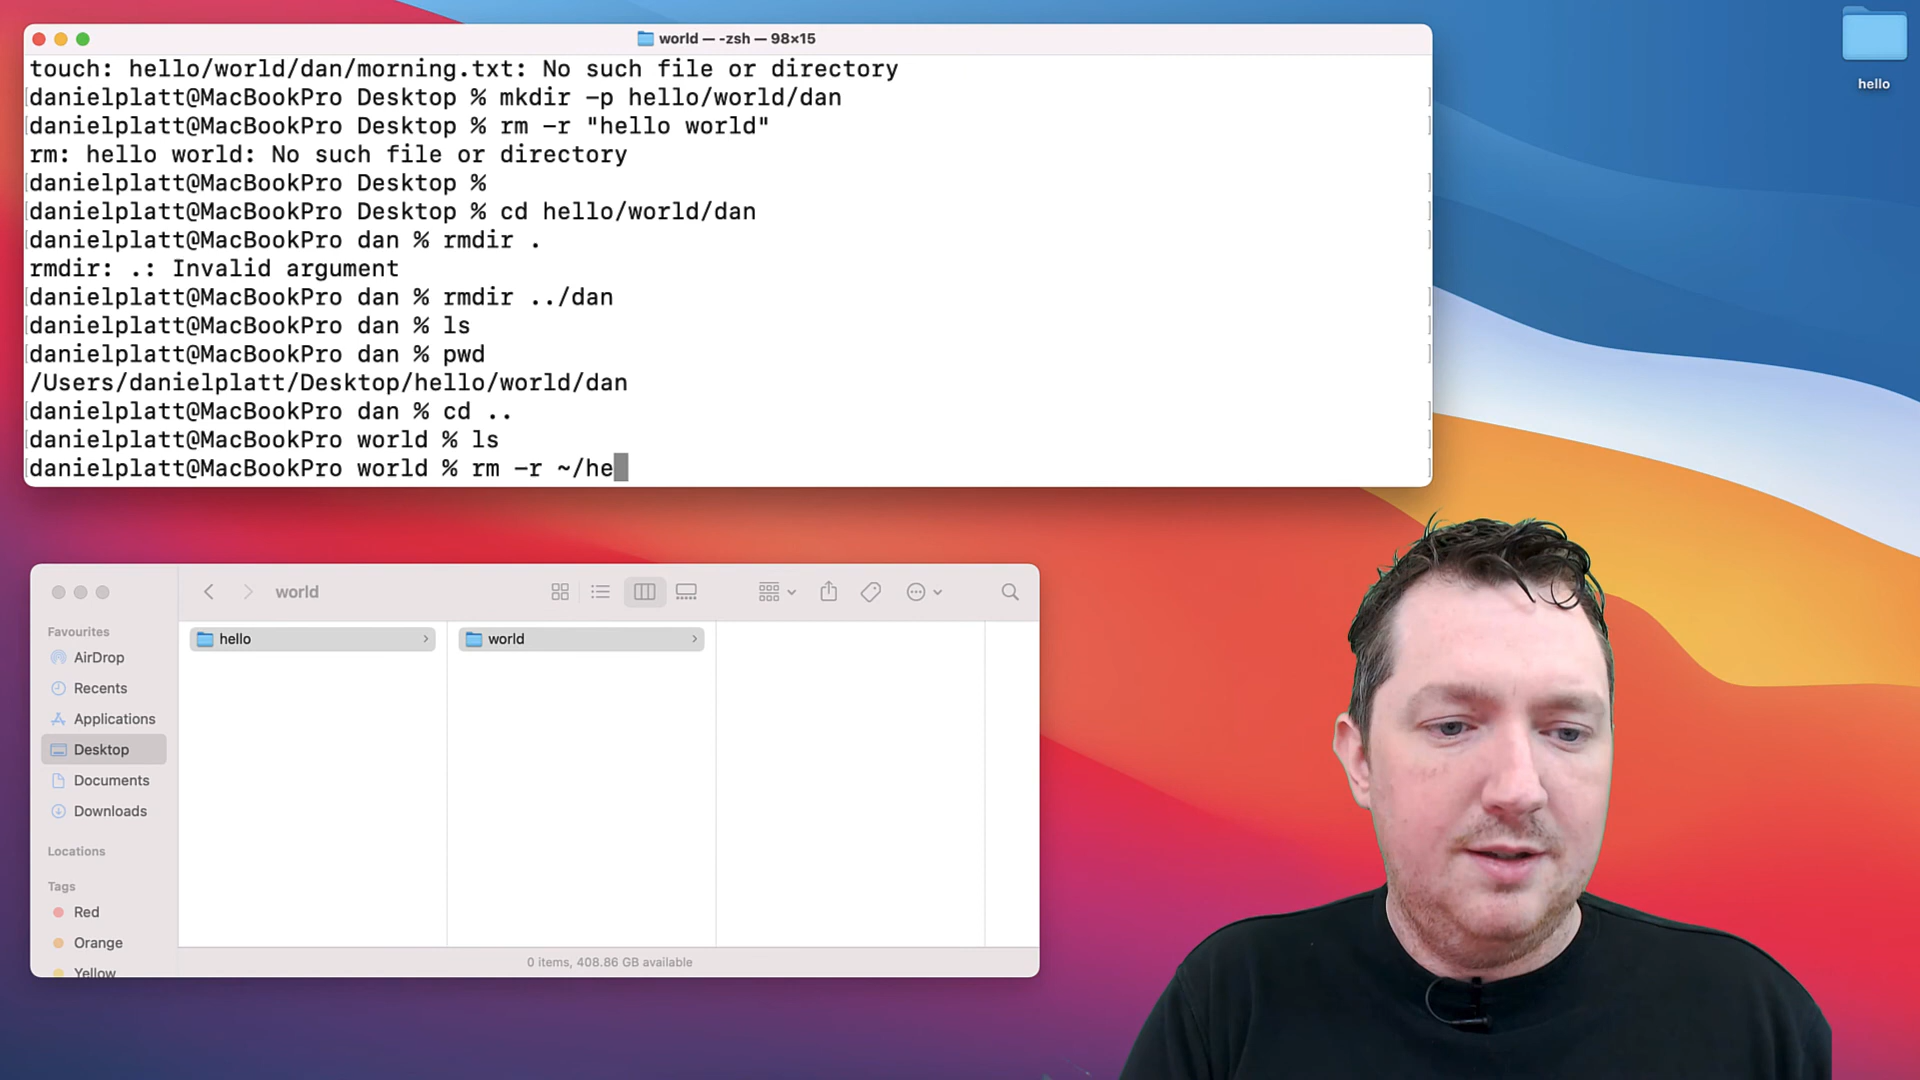 world — -zsh — 98×15
touch: hello/world/dan/morning.txt: No such file or directory
danielplatt@MacBookPro Desktop % mkdir -p hello/world/dan
danielplatt@MacBookPro Desktop % rm -r "hello world"
rm: hello world: No such file or directory
danielplatt@MacBookPro Desktop %
danielplatt@MacBookPro Desktop % cd hello/world/dan
danielplatt@MacBookPro dan % rmdir .
rmdir: .: Invalid argument
danielplatt@MacBookPro dan % rmdir ../dan
danielplatt@MacBookPro dan % ls
danielplatt@MacBookPro dan % pwd
/Users/danielplatt/Desktop/hello/world/dan
danielplatt@MacBookPro dan % cd ..
danielplatt@MacBookPro world % ls
danielplatt@MacBookPro world % rm -r ~/he
hello
world
Favourites
AirDrop
Recents
Applications
Desktop
Documents
Downloads
Locations
Tags
Red
Orange
Yellow
hello
world
0 items, 408.86 GB available